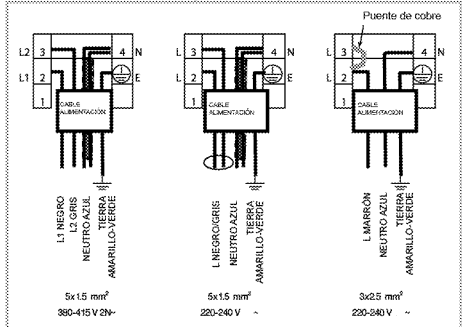 Puente de cobre
L2 3 4 N
L1 2 E
1
CABLE
ALIMENTACIÓN
L1 NEGRO
L2 GRIS
NEUTRO AZUL
TIERRA
AMARILLO-VERDE
5x1.5 mm²
380-415 V 2N~
3 4 N
L 2 E
1
CABLE
ALIMENTACIÓN
L NEGRO/GRIS
NEUTRO AZUL
TIERRA
AMARILLO-VERDE
5x1.5 mm²
220-240 V ~
L 3 4 N
L 2 E
1
CABLE
ALIMENTACIÓN
L MARRÓN
NEUTRO AZUL
TIERRA
AMARILLO-VERDE
3x2.5 mm²
220-240 V ~